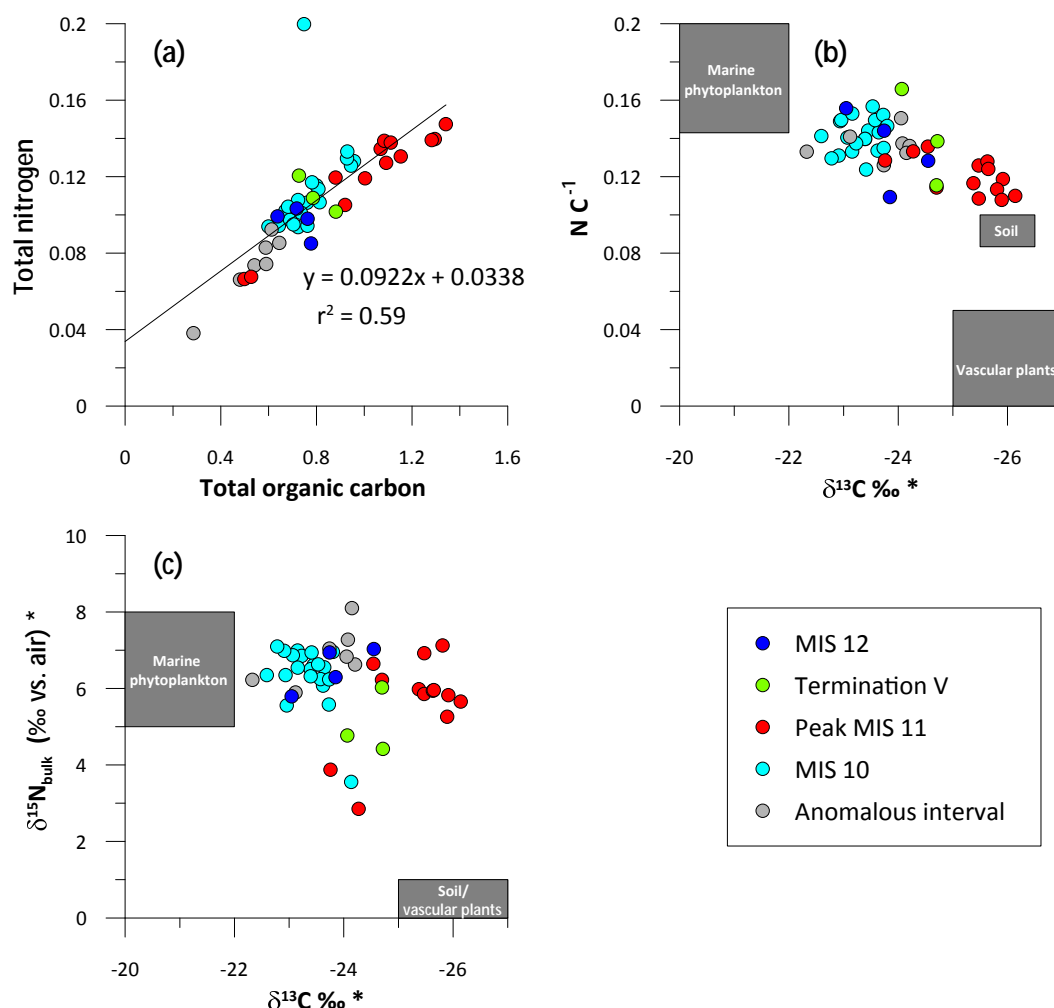 (a)
Total nitrogen
0.2
0.16
0.12
0.08
0.04
0
y = 0.0922x + 0.0338
r² = 0.59
0 0.4 0.8 1.2 1.6
Total organic carbon
(b)
N C⁻¹
0.2
0.16
0.12
0.08
0.04
0
Marine
phytoplankton
Soil
Vascular plants
-20 -22 -24 -26
δ¹³C ‰ *
(c)
δ¹⁵N_bulk (‰ vs. air) *
10
8
6
4
2
0
Marine
phytoplankton
Soil/
vascular plants
-20 -22 -24 -26
δ¹³C ‰ *
MIS 12
Termination V
Peak MIS 11
MIS 10
Anomalous interval